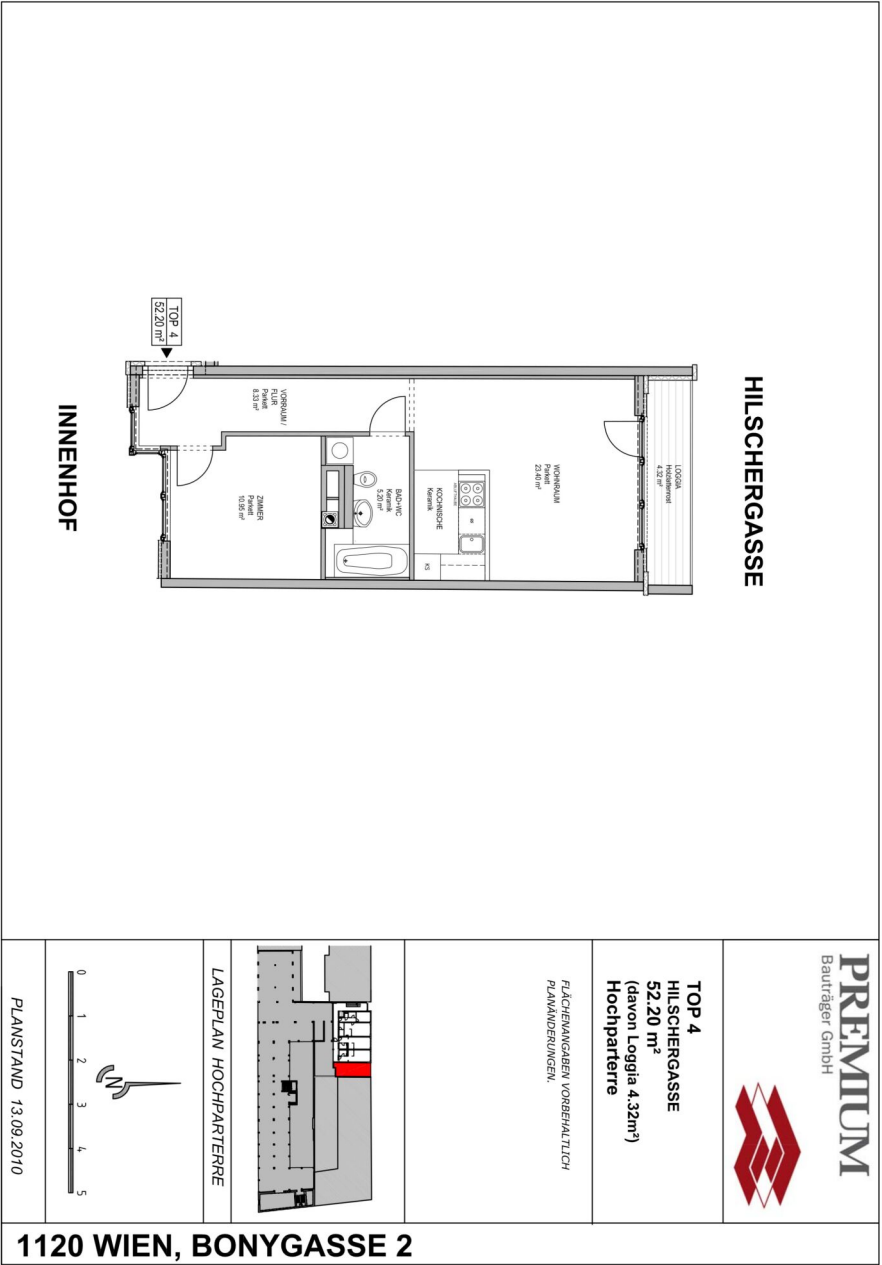 HILSCHERGASSE
LOGGIA
Holzlattenrost
4.32 m²
WOHNRAUM
Parkett
23.40 m²
KOCHNISCHE
Keramik
KS
BAD+WC
Keramik
5.20 m²
VORRAUM /
FLUR
Parkett
8.33 m²
ZIMMER
Parkett
10.95 m²
TOP 4
52.20 m²
INNENHOF
PREMIUM
Bauträger GmbH
TOP 4
HILSCHERGASSE
52.20 m²
(davon Loggia 4.32m²)
Hochparterre
FLÄCHENANGABEN VORBEHALTLICH
PLANÄNDERUNGEN.
LAGEPLAN HOCHPARTERRE
N
0 1 2 3 4 5
PLANSTAND 13.09.2010
1120 WIEN, BONYGASSE 2